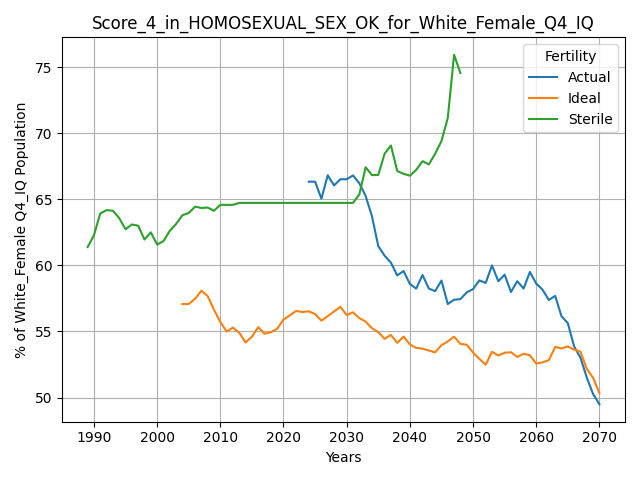 Score_4_in_HOMOSEXUAL_SEX_OK_for_White_Female_Q4_IQ
% of White_Female Q4_IQ Population
75
70
65
60
55
50
Fertility
Actual
Ideal
Sterile
1990 2000 2010 2020 2030 2040 2050 2060 2070
Years